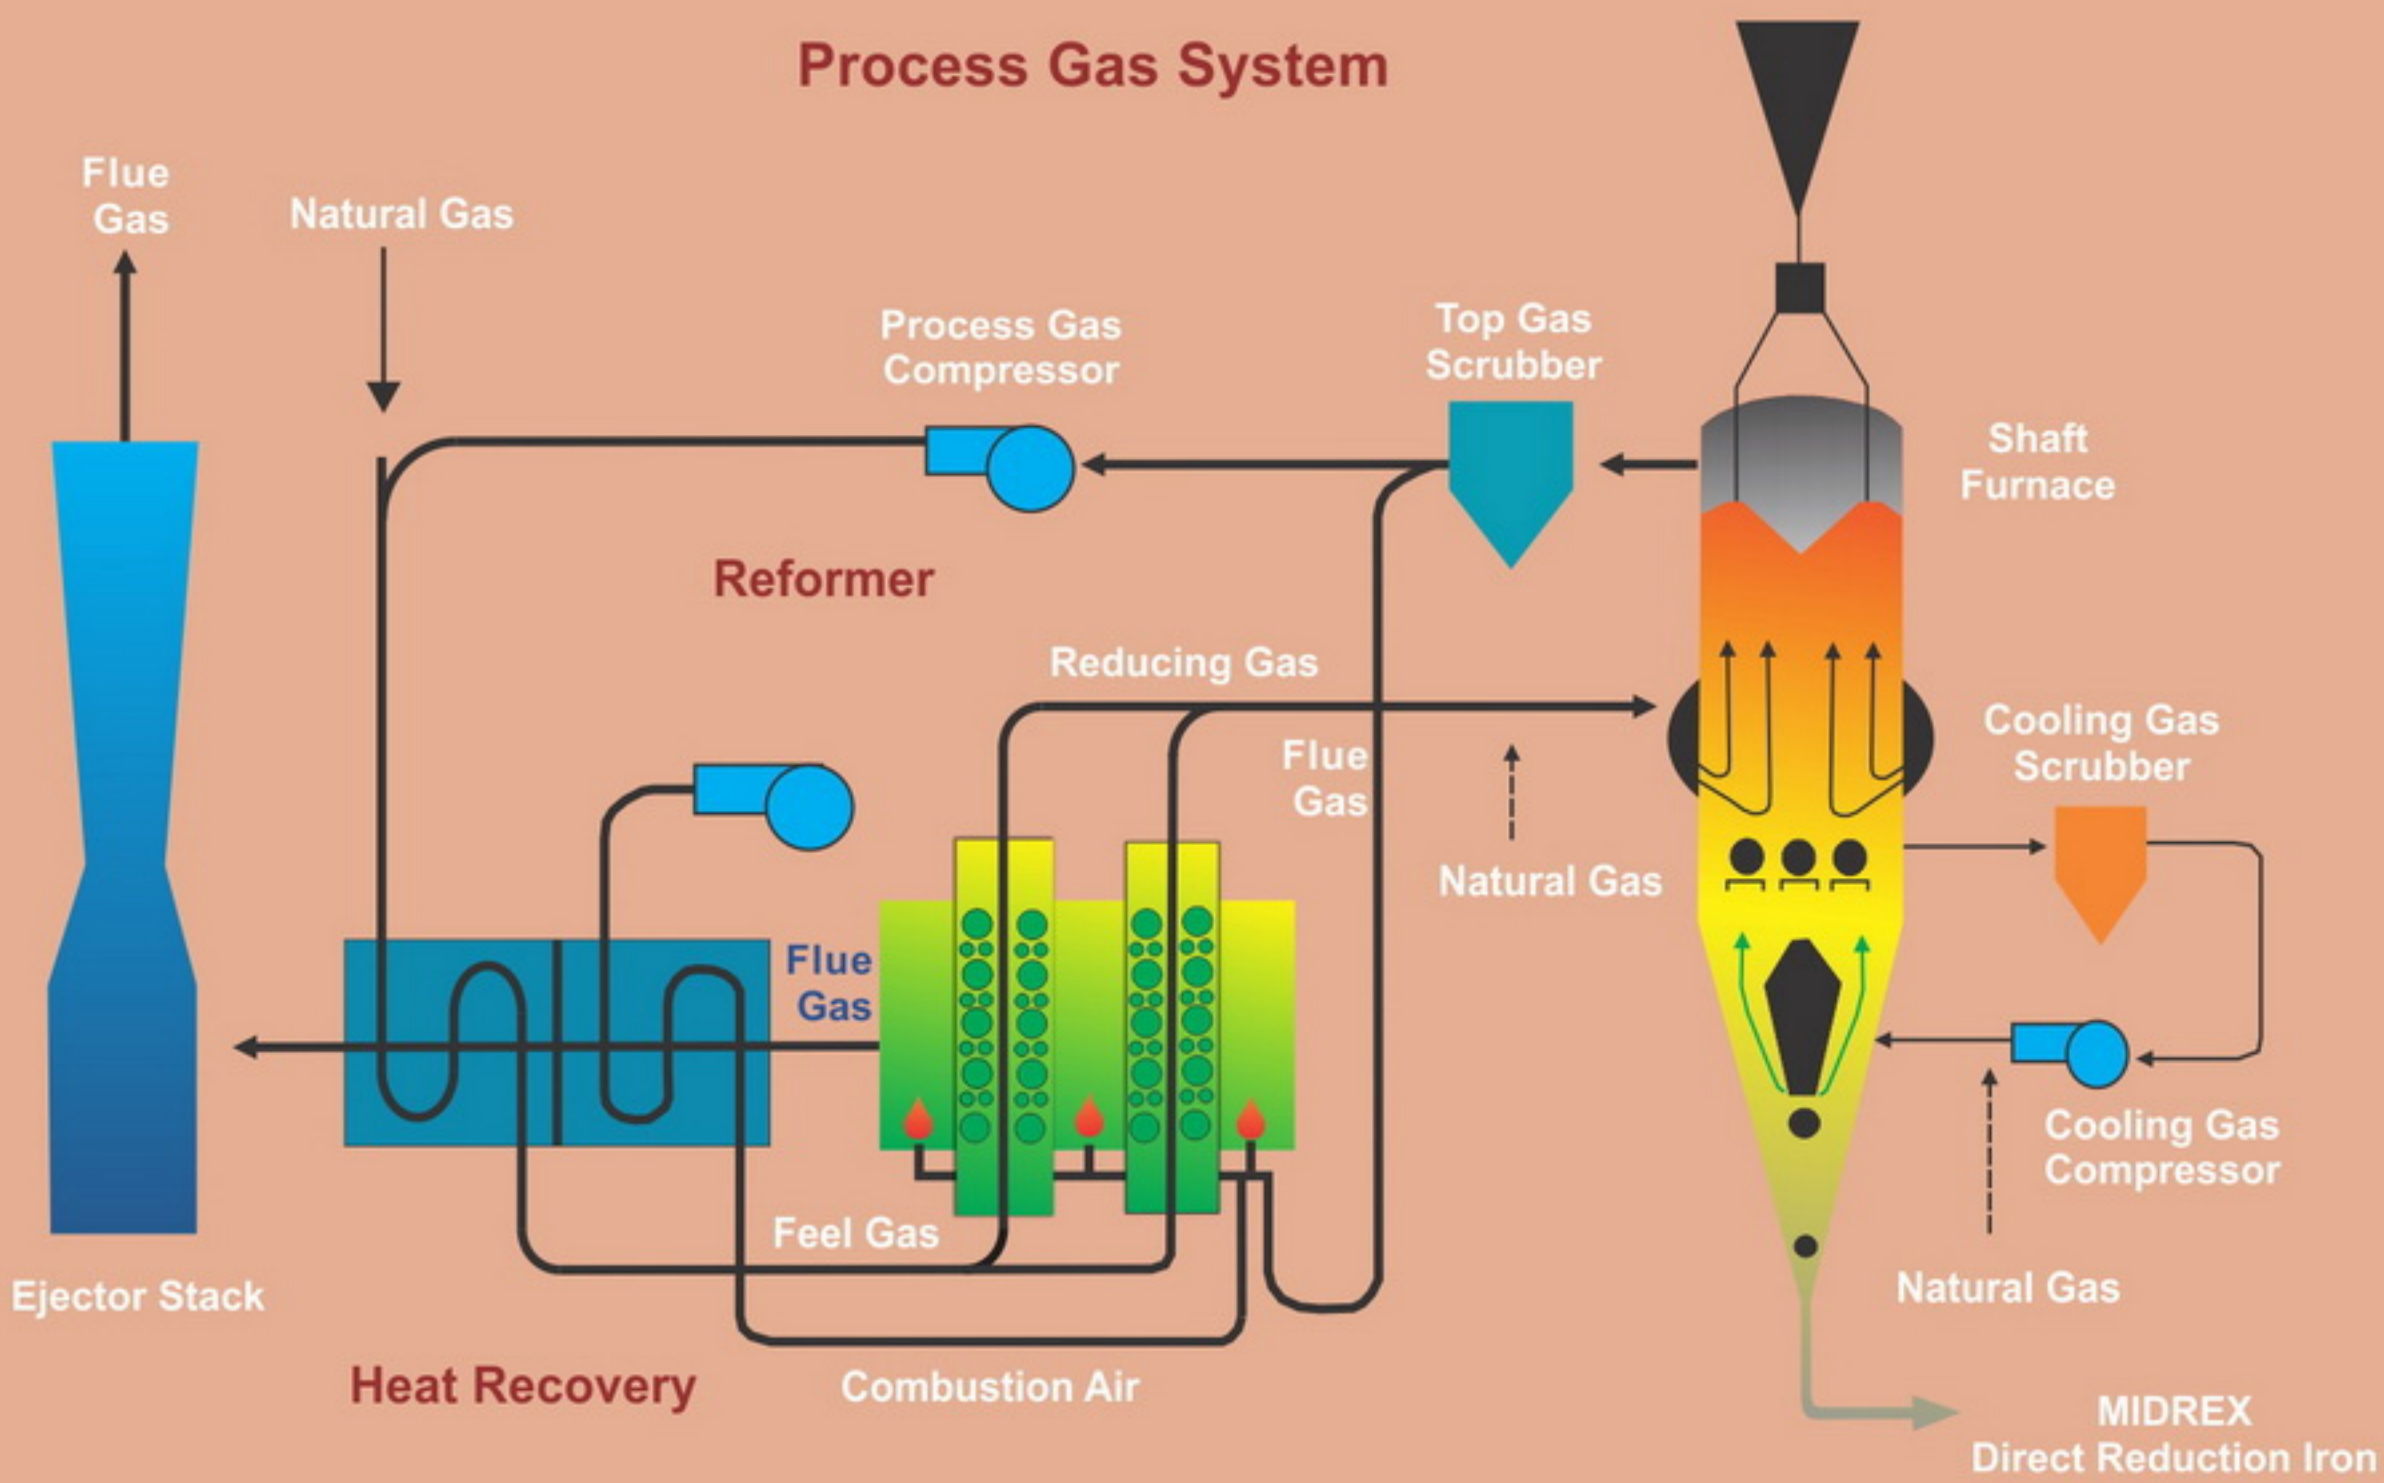 Process Gas System
Flue
Gas
Natural Gas
Process Gas
Compressor
Top Gas
Scrubber
Shaft
Furnace
Reformer
Reducing Gas
Flue
Gas
Natural Gas
Cooling Gas
Scrubber
Flue
Gas
Cooling Gas
Compressor
Feel Gas
Natural Gas
Ejector Stack
Heat Recovery
Combustion Air
MIDREX
Direct Reduction Iron